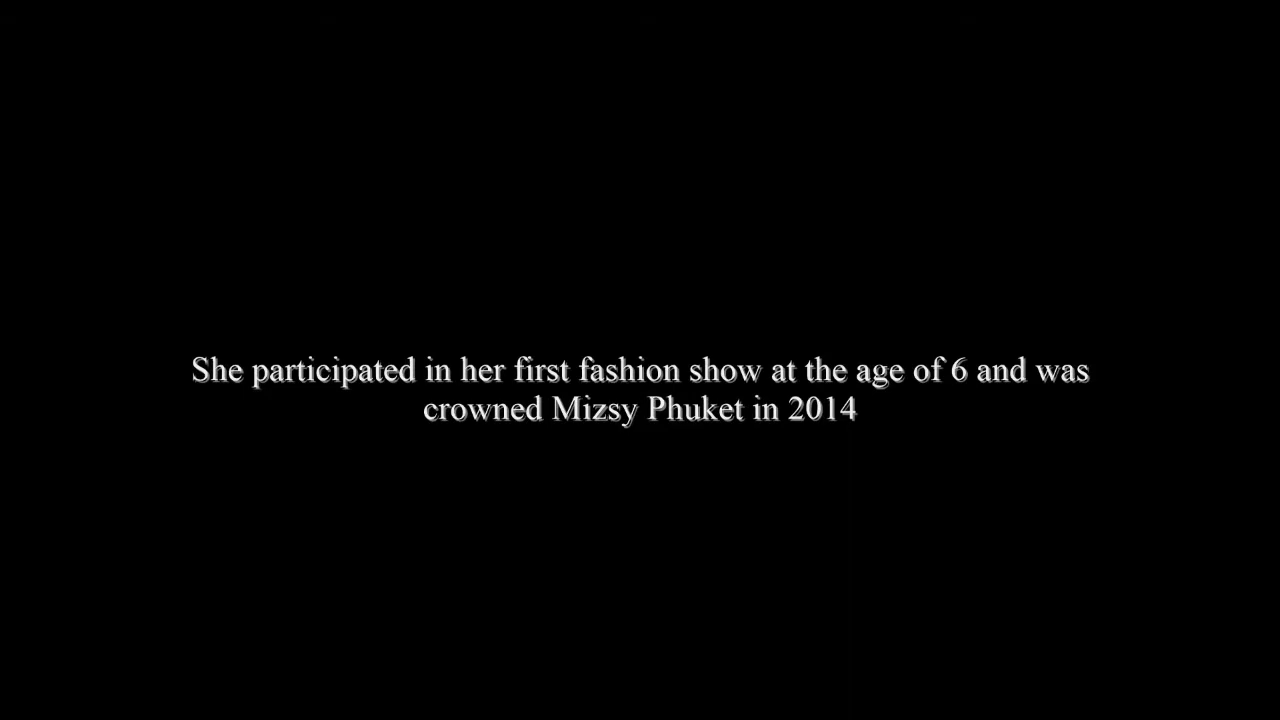 She participated in her first fashion show at the age of 6 and was
crowned Mizsy Phuket in 2014